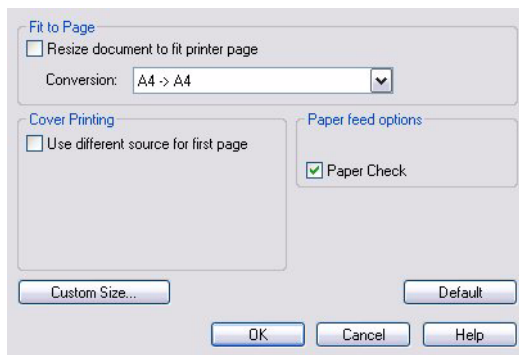 Fit to Page
Resize document to fit printer page
Conversion: A4 -> A4
Cover Printing
Use different source for first page
Paper feed options
Paper Check
Custom Size... Default
OK Cancel Help